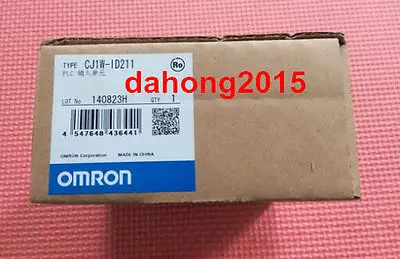 TYPE CJ1W-ID211
PLC 输入单元
Ro
dahong2015
LOT No 140823H QTY 1
4 547648 436441
OMRON Corporation MADE IN CHINA
OMRON